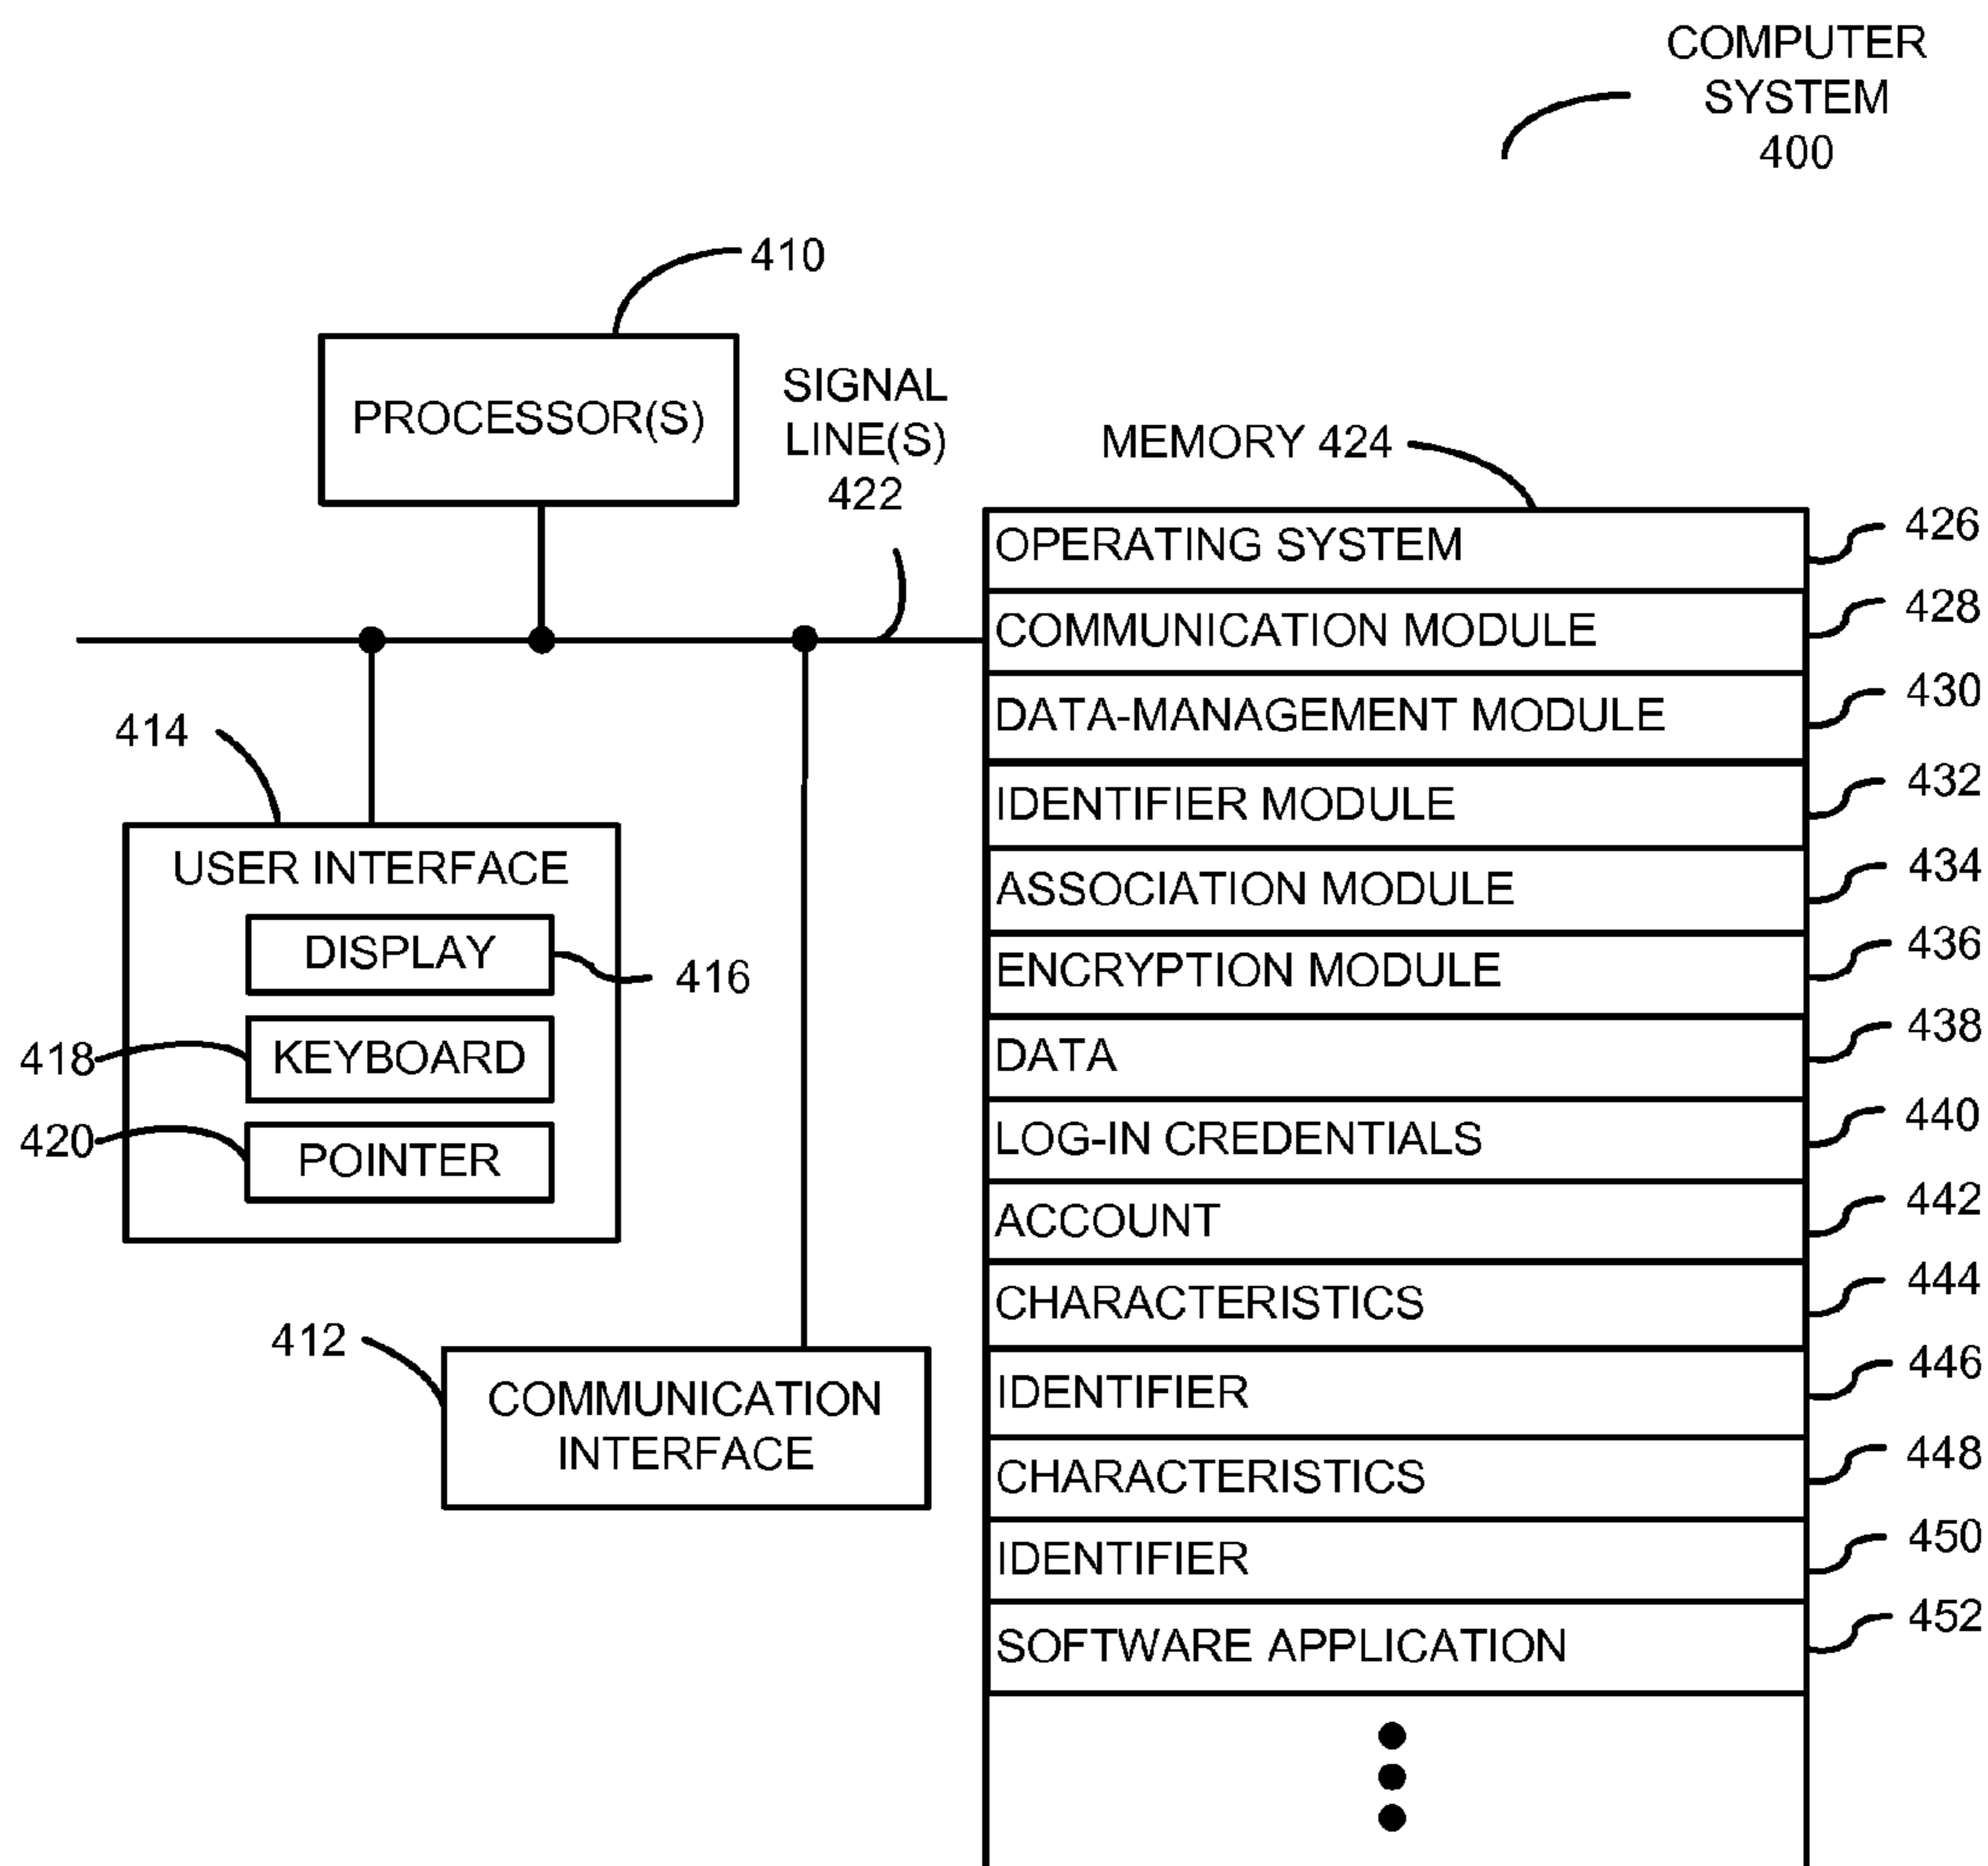 COMPUTER
SYSTEM
400
410
PROCESSOR(S)
SIGNAL
LINE(S)
422
MEMORY 424
OPERATING SYSTEM
426
COMMUNICATION MODULE
428
DATA-MANAGEMENT MODULE
430
IDENTIFIER MODULE
432
ASSOCIATION MODULE
434
ENCRYPTION MODULE
436
DATA
438
LOG-IN CREDENTIALS
440
ACCOUNT
442
CHARACTERISTICS
444
IDENTIFIER
446
CHARACTERISTICS
448
IDENTIFIER
450
SOFTWARE APPLICATION
452
414
USER INTERFACE
DISPLAY
416
418
KEYBOARD
420
POINTER
412
COMMUNICATION
INTERFACE